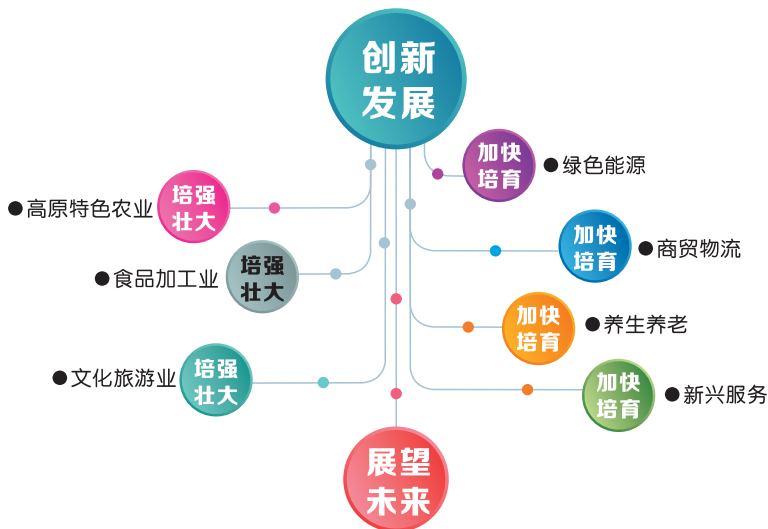 创新
发展
加快
培育
●绿色能源
●高原特色农业
培强
壮大
加快
培育
●商贸物流
●食品加工业
培强
壮大
加快
培育
●养生养老
●文化旅游业
培强
壮大
加快
培育
●新兴服务
展望
未来